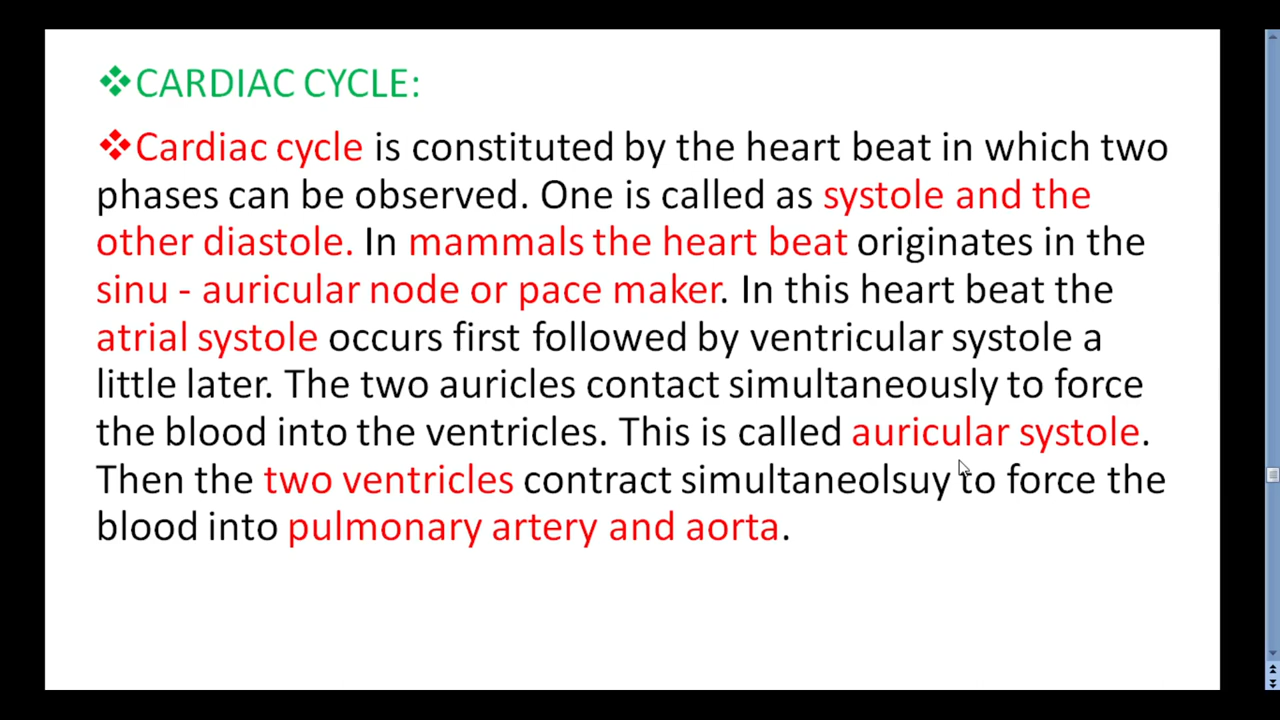 ❖CARDIAC CYCLE:
❖Cardiac cycle is constituted by the heart beat in which two
phases can be observed. One is called as systole and the
other diastole. In mammals the heart beat originates in the
sinu - auricular node or pace maker. In this heart beat the
atrial systole occurs first followed by ventricular systole a
little later. The two auricles contact simultaneously to force
the blood into the ventricles. This is called auricular systole.
Then the two ventricles contract simultaneolsuy to force the
blood into pulmonary artery and aorta.